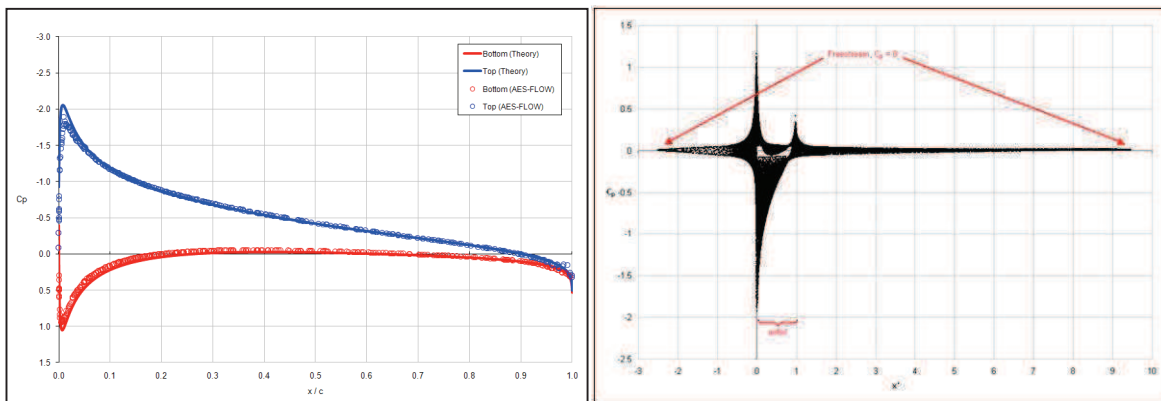 -3.0
-2.5
-2.0
-1.5
-1.0
-0.5
0.0
0.5
1.0
1.5
Cp
0.0 0.1 0.2 0.3 0.4 0.5 0.6 0.7 0.8 0.9 1.0
x / c
Bottom (Theory)
Top (Theory)
Bottom (AES-FLOW)
Top (AES-FLOW)
1.5
1
0.5
0
-0.5
-1
-1.5
-2
-2.5
Cp
Freestream, Cp = 0
airfoil
-3 -2 -1 0 1 2 3 4 5 6 7 8 9 10